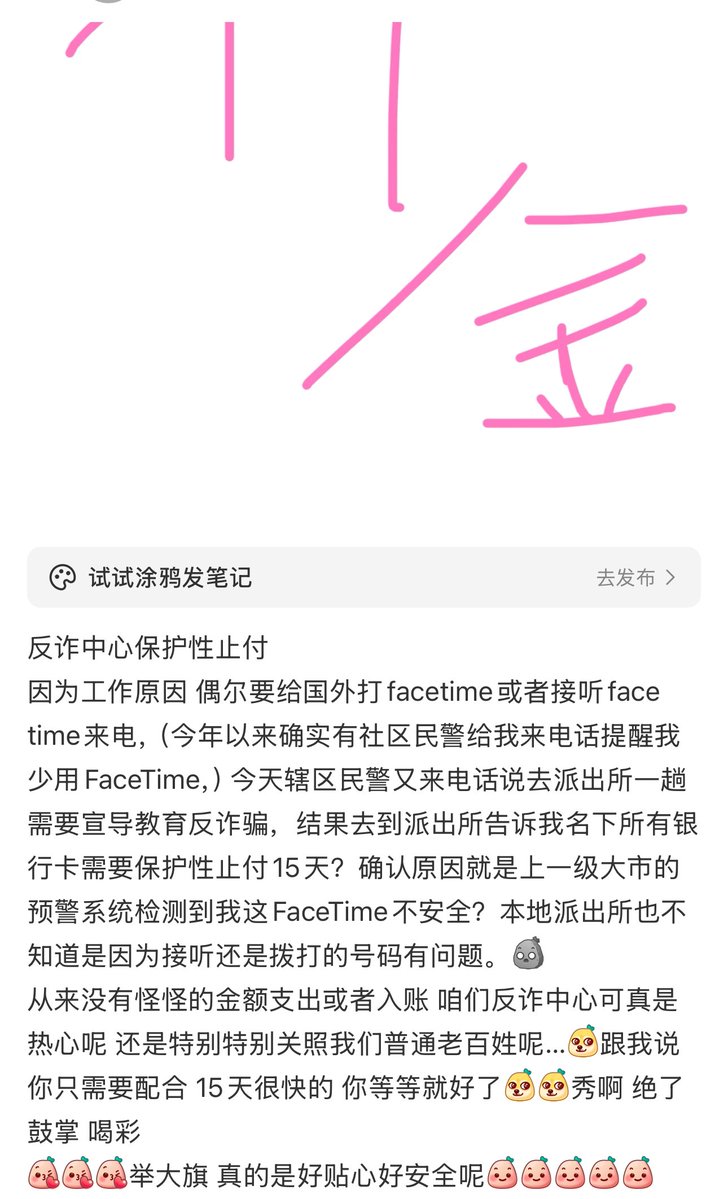 金
试试涂鸦发笔记
去发布
反诈中心保护性止付
因为工作原因 偶尔要给国外打facetime或者接听face
time来电，（今年以来确实有社区民警给我来电话提醒我
少用FaceTime，）今天辖区民警又来电话说去派出所一趟
需要宣导教育反诈骗，结果去到派出所告诉我名下所有银
行卡需要保护性止付15天？确认原因就是上一级大市的
预警系统检测到我这FaceTime不安全？本地派出所也不
知道是因为接听还是拨打的号码有问题。
从来没有怪怪的金额支出或者入账 咱们反诈中心可真是
热心呢 还是特别特别关照我们普通老百姓呢...跟我说
你只需要配合 15天很快的 你等等就好了秀啊 绝了
鼓掌 喝彩
举大旗 真的是好贴心好安全呢